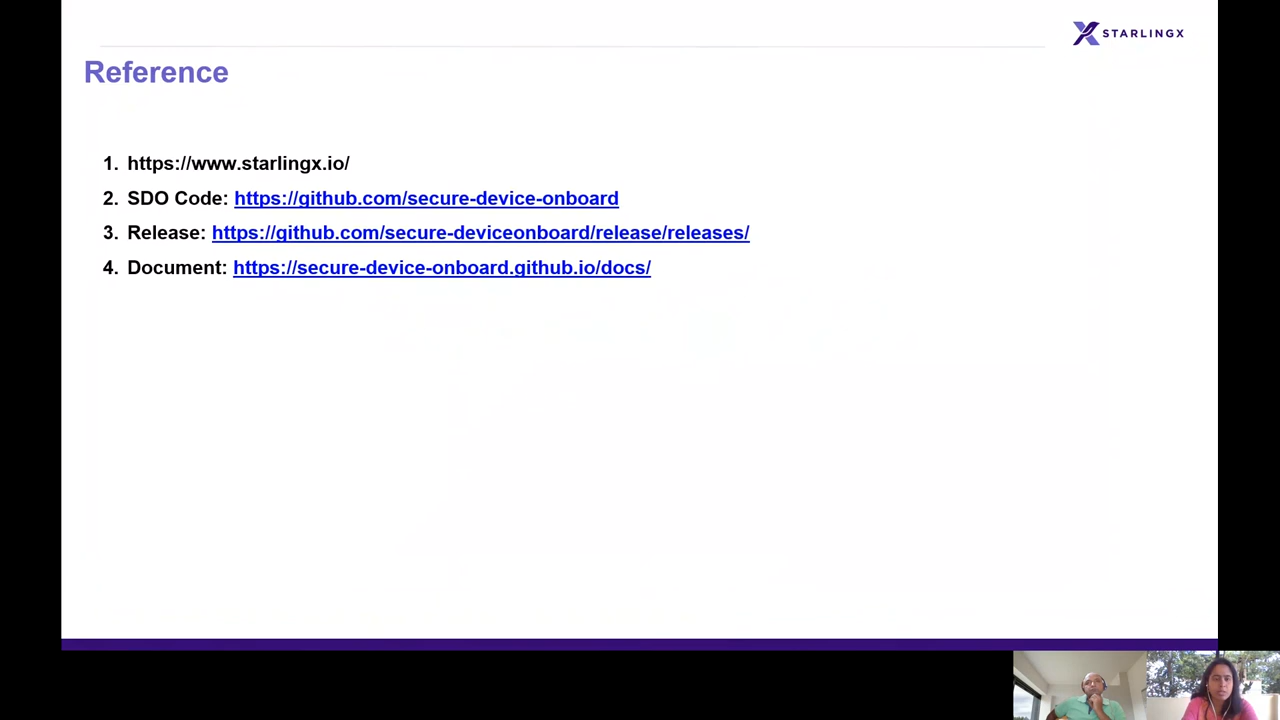 STARLINGX
Reference
1. https://www.starlingx.io/
2. SDO Code: https://github.com/secure-device-onboard
3. Release: https://github.com/secure-deviceonboard/release/releases/
4. Document: https://secure-device-onboard.github.io/docs/